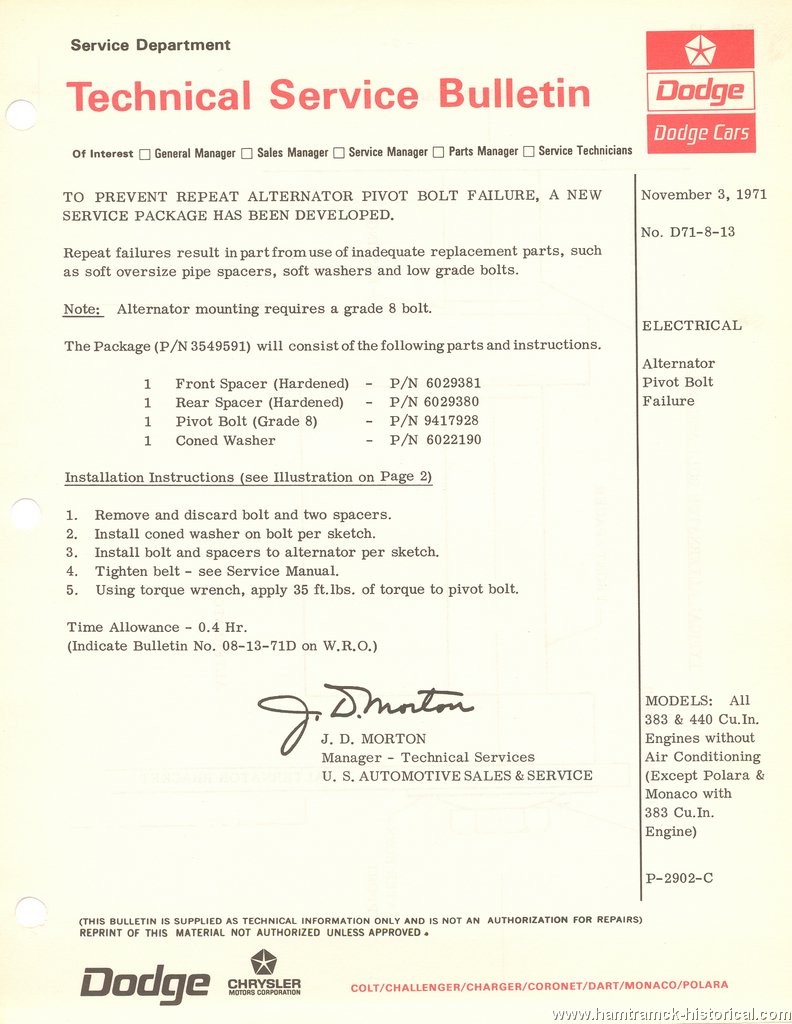 Service Department
Technical Service Bulletin
Dodge
Dodge Cars
Of Interest □ General Manager □ Sales Manager □ Service Manager □ Parts Manager □ Service Technicians
TO PREVENT REPEAT ALTERNATOR PIVOT BOLT FAILURE, A NEW
SERVICE PACKAGE HAS BEEN DEVELOPED.
Repeat failures result in part from use of inadequate replacement parts, such
as soft oversize pipe spacers, soft washers and low grade bolts.
Note: Alternator mounting requires a grade 8 bolt.
The Package (P/N 3549591) will consist of the following parts and instructions.
1 Front Spacer (Hardened) - P/N 6029381
1 Rear Spacer (Hardened) - P/N 6029380
1 Pivot Bolt (Grade 8) - P/N 9417928
1 Coned Washer - P/N 6022190
Installation Instructions (see Illustration on Page 2)
1. Remove and discard bolt and two spacers.
2. Install coned washer on bolt per sketch.
3. Install bolt and spacers to alternator per sketch.
4. Tighten belt - see Service Manual.
5. Using torque wrench, apply 35 ft.lbs. of torque to pivot bolt.
Time Allowance - 0.4 Hr.
(Indicate Bulletin No. 08-13-71D on W.R.O.)
J. D. Morton
J. D. MORTON
Manager - Technical Services
U. S. AUTOMOTIVE SALES & SERVICE
November 3, 1971
No. D71-8-13
ELECTRICAL
Alternator
Pivot Bolt
Failure
MODELS: All
383 & 440 Cu.In.
Engines without
Air Conditioning
(Except Polara &
Monaco with
383 Cu.In.
Engine)
P-2902-C
(THIS BULLETIN IS SUPPLIED AS TECHNICAL INFORMATION ONLY AND IS NOT AN AUTHORIZATION FOR REPAIRS)
REPRINT OF THIS MATERIAL NOT AUTHORIZED UNLESS APPROVED.
Dodge
CHRYSLER
MOTORS CORPORATION
COLT/CHALLENGER/CHARGER/CORONET/DART/MONACO/POLARA
www.hamtramck-historical.com